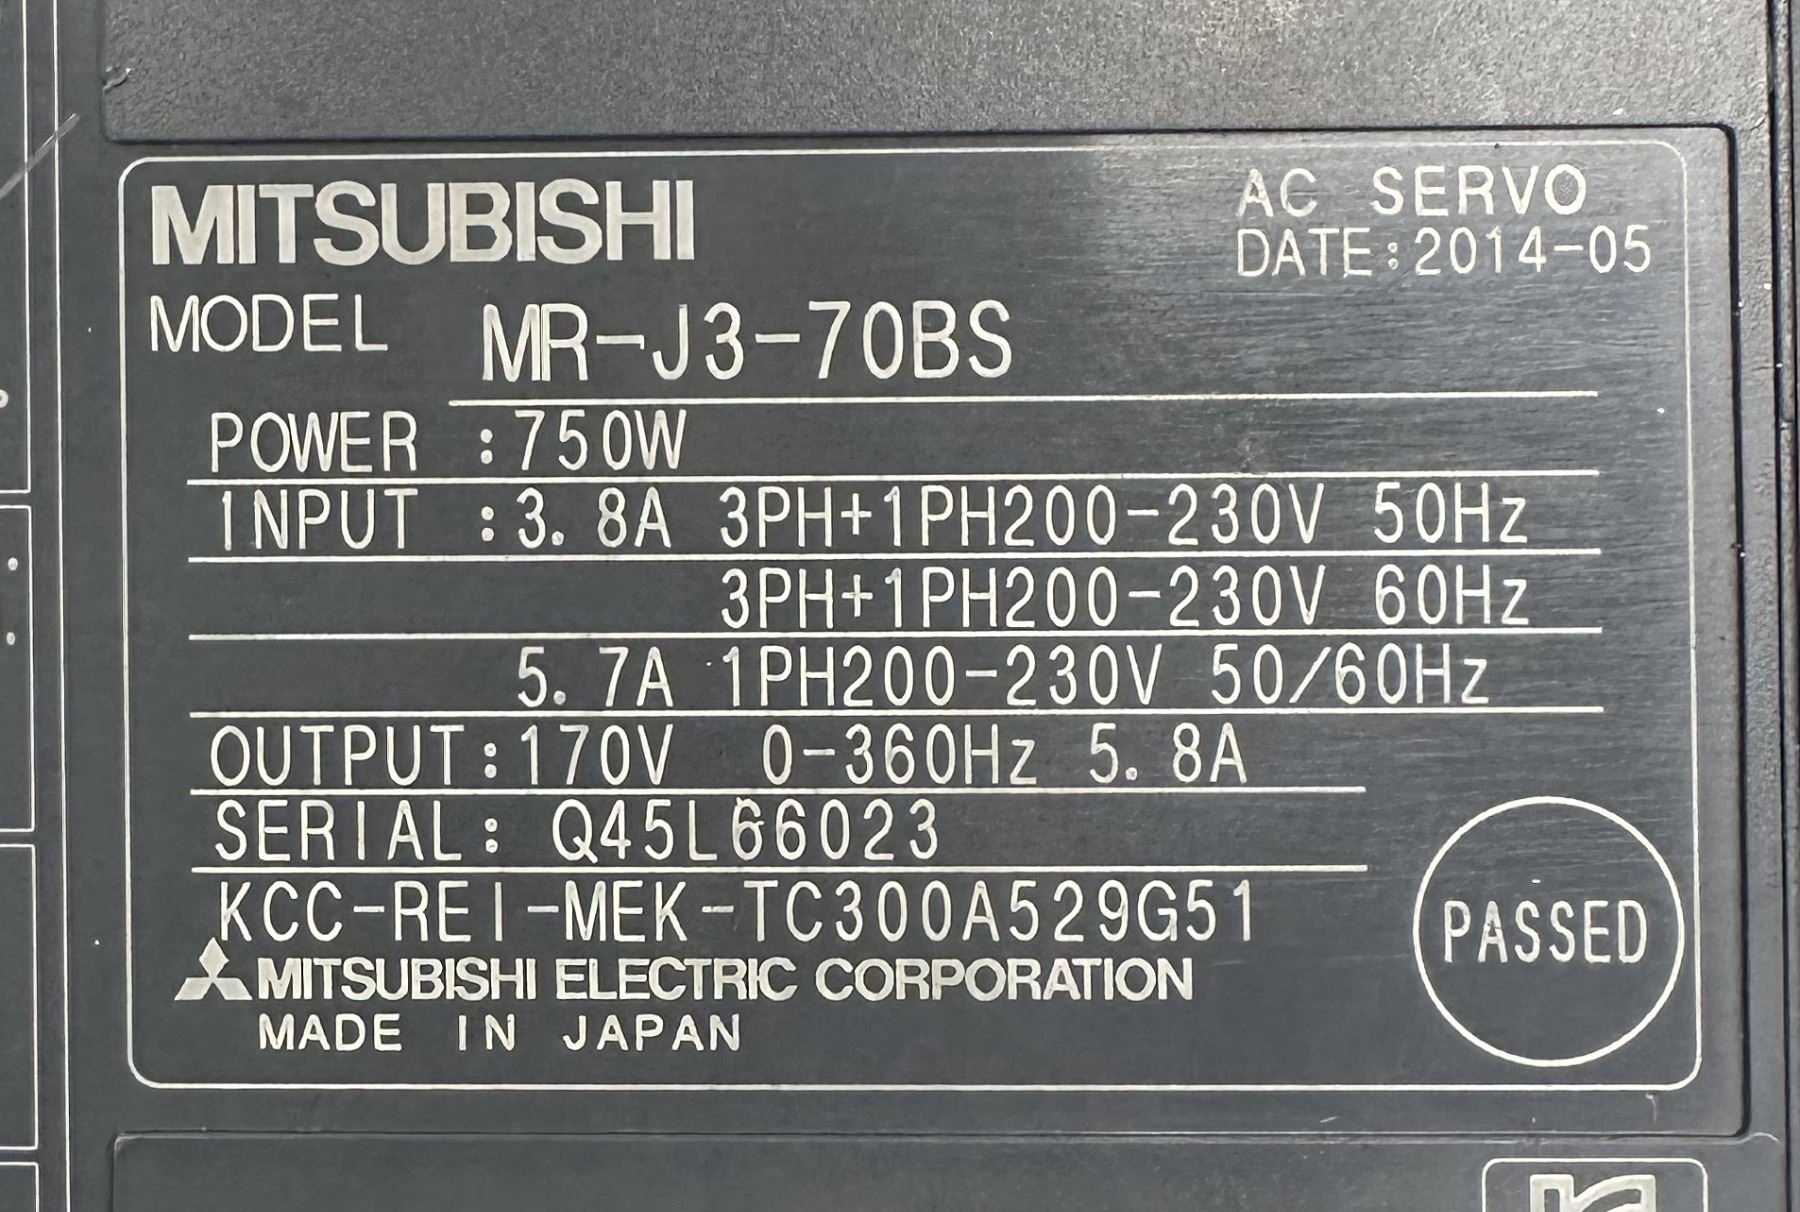 MITSUBISHI
AC SERVO
DATE:2014-05
MODEL MR-J3-70BS
POWER :750W
INPUT :3.8A 3PH+1PH200-230V 50Hz
3PH+1PH200-230V 60Hz
5.7A 1PH200-230V 50/60Hz
OUTPUT:170V 0-360Hz 5.8A
SERIAL: Q45L66023
KCC-REI-MEK-TC300A529G51
MITSUBISHI ELECTRIC CORPORATION
MADE IN JAPAN
PASSED